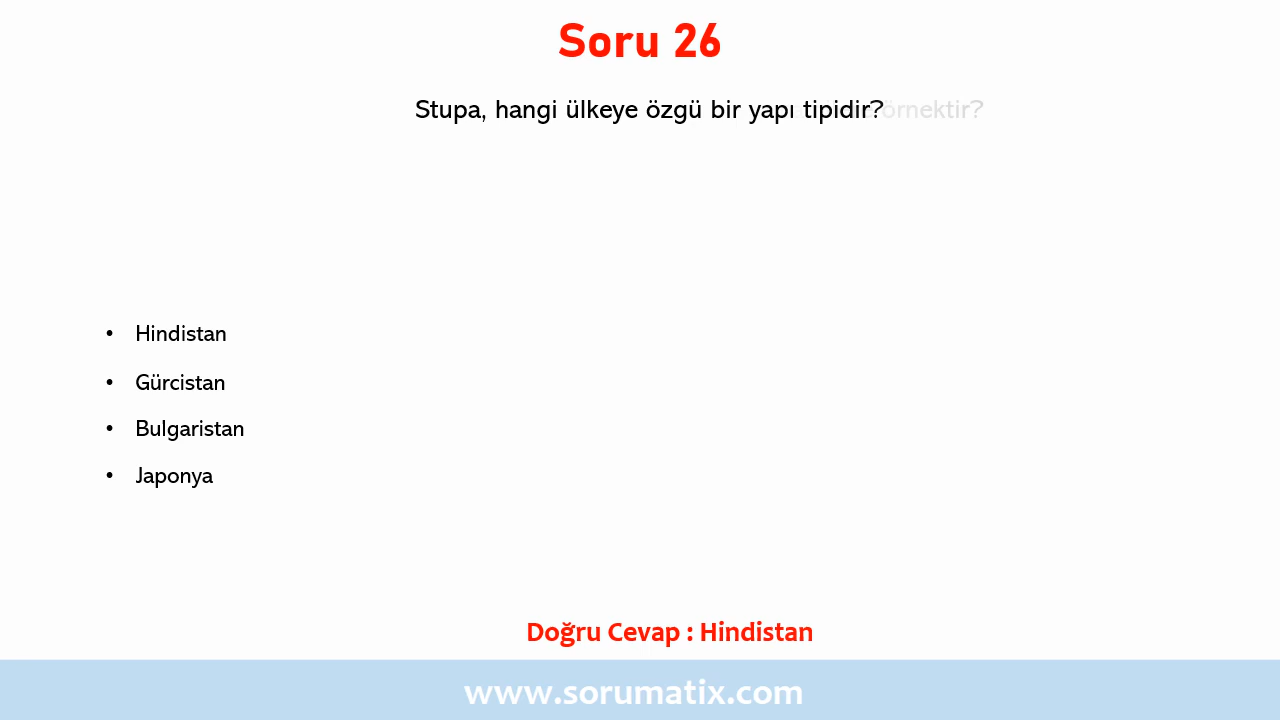 Soru 26
Stupa, hangi ülkeye özgü bir yapı tipidir? örnektir?
• Hindistan
• Gürcistan
• Bulgaristan
• Japonya
Doğru Cevap : Hindistan
www.sorumatix.com